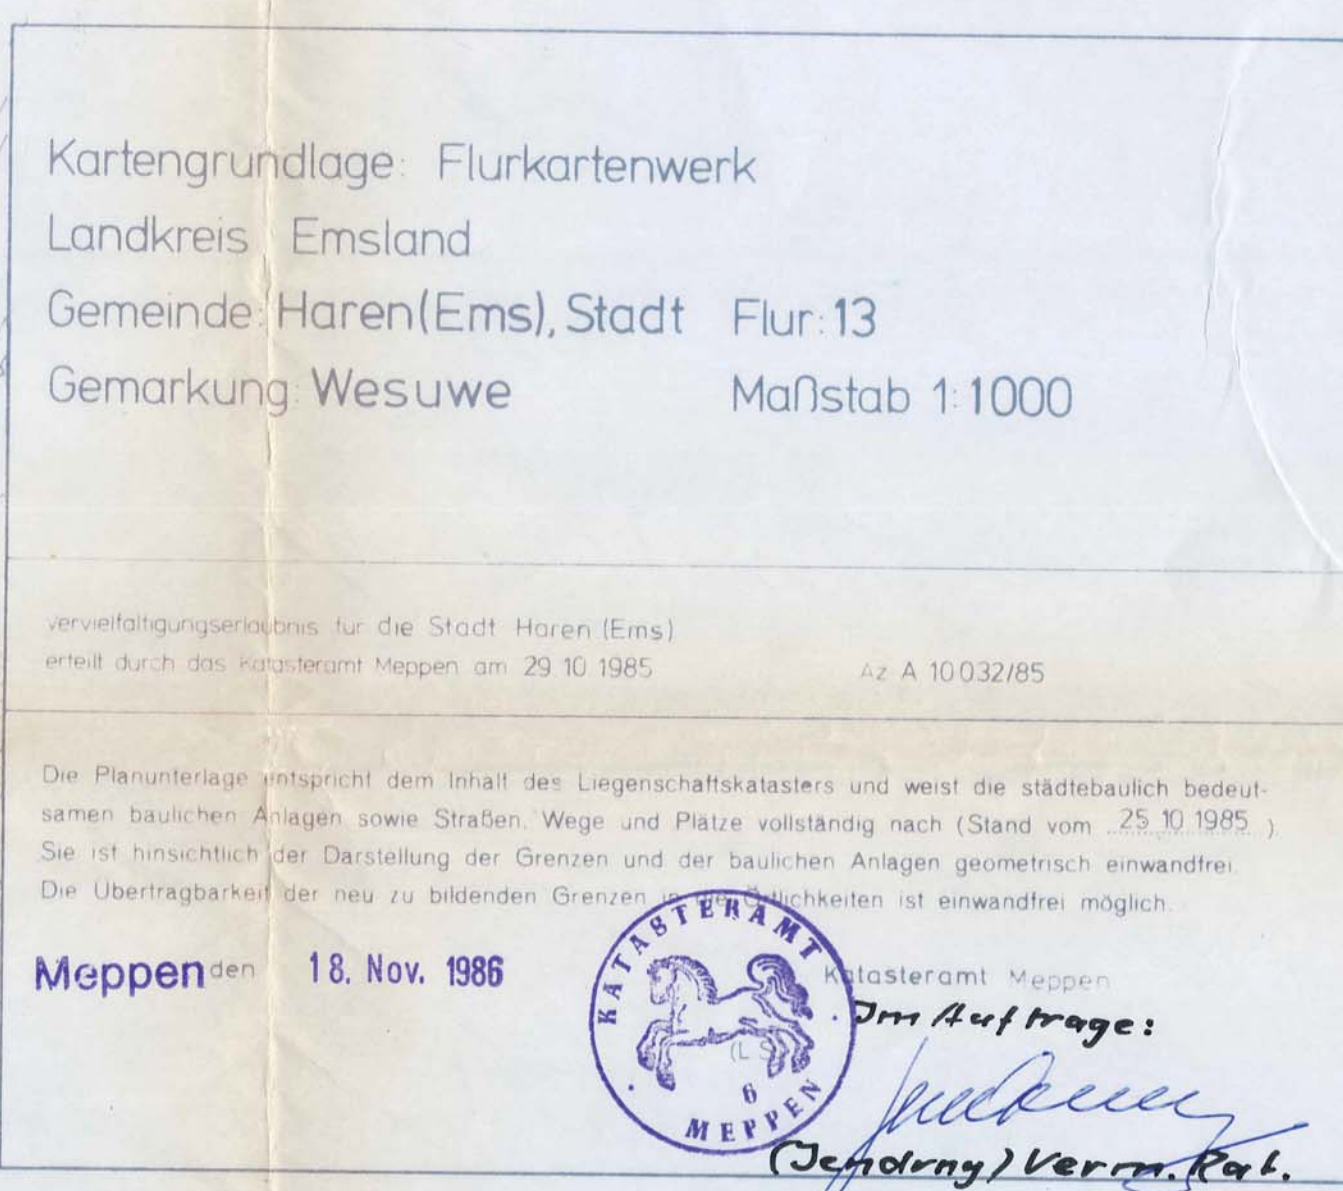 Kartengrundlage: Flurkartenwerk
Landkreis Emsland
Gemeinde: Haren(Ems), Stadt Flur: 13
Gemarkung: Wesuwe Maßstab 1:1000
Vervielfältigungserlaubnis für die Stadt Haren (Ems)
erteilt durch das Katasteramt Meppen am 29.10.1985 Az A 10032/85
Die Planunterlage entspricht dem Inhalt des Liegenschaftskatasters und weist die städtebaulich bedeut-
samen baulichen Anlagen sowie Straßen, Wege und Plätze vollständig nach (Stand vom 25.10.1985 ).
Sie ist hinsichtlich der Darstellung der Grenzen und der baulichen Anlagen geometrisch einwandfrei.
Die Übertragbarkeit der neu zu bildenden Grenzen in die Örtlichkeiten ist einwandfrei möglich.
Meppen den 18. Nov. 1986
KATASTERAMT
(L.S.)
6
MEPPEN
Katasteramt Meppen
Im Auftrage:
(Jendrny) Verm. Rat.